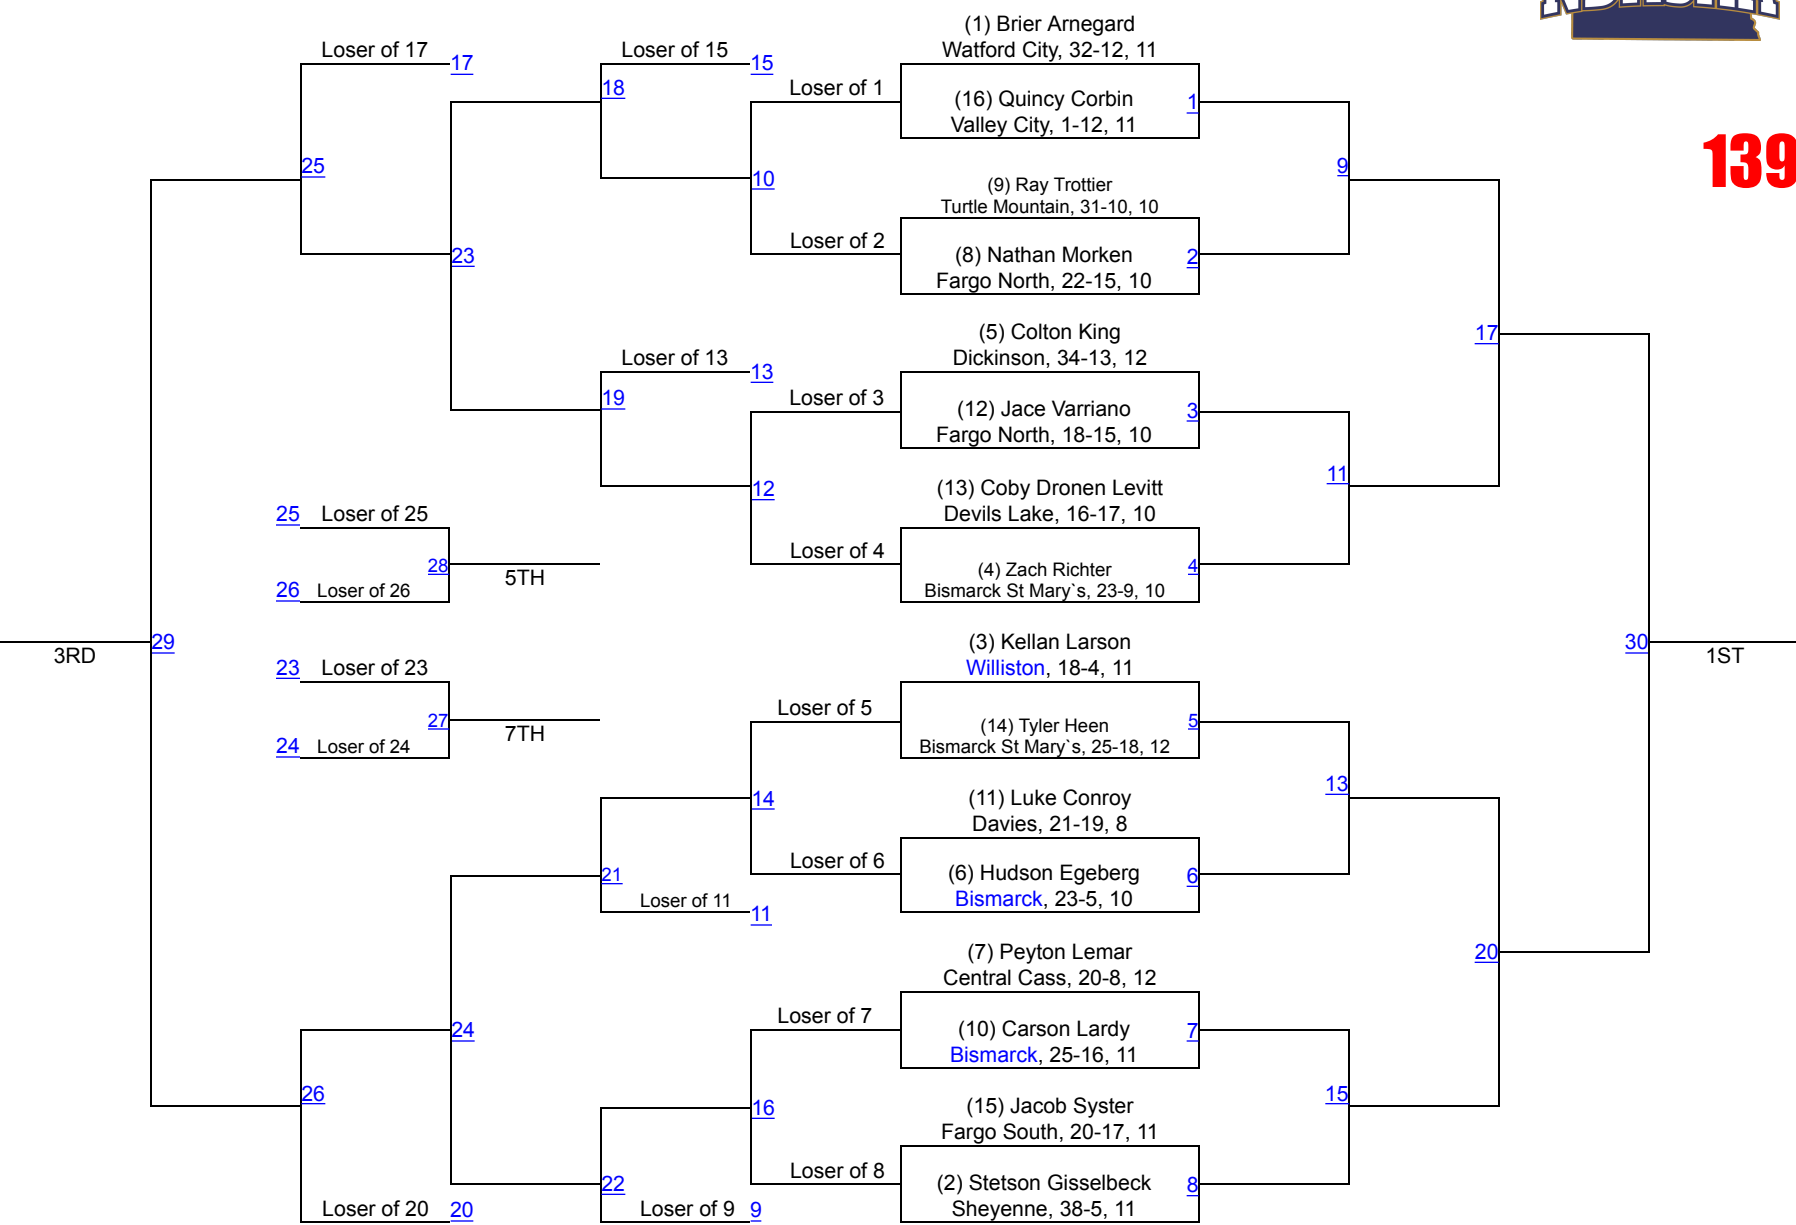 (1) Brier Arnegard
Watford City, 32-12, 11
Loser of 17
17
Loser of 15
15
18
Loser of 1
(16) Quincy Corbin
Valley City, 1-12, 11
1
139
25
10
9
(9) Ray Trottier
Turtle Mountain, 31-10, 10
23
Loser of 2
(8) Nathan Morken
Fargo North, 22-15, 10
2
(5) Colton King
Dickinson, 34-13, 12
17
Loser of 13
13
19
Loser of 3
(12) Jace Varriano
Fargo North, 18-15, 10
3
12
11
(13) Coby Dronen Levitt
Devils Lake, 16-17, 10
25
Loser of 25
28
5TH
Loser of 4
(4) Zach Richter
Bismarck St Mary`s, 23-9, 10
4
26
Loser of 26
3RD
29
(3) Kellan Larson
Williston, 18-4, 11
30
1ST
23
Loser of 23
27
7TH
Loser of 5
(14) Tyler Heen
Bismarck St Mary`s, 25-18, 12
5
24
Loser of 24
14
13
(11) Luke Conroy
Davies, 21-19, 8
21
Loser of 6
(6) Hudson Egeberg
Bismarck, 23-5, 10
6
Loser of 11
11
(7) Peyton Lemar
Central Cass, 20-8, 12
20
24
Loser of 7
(10) Carson Lardy
Bismarck, 25-16, 11
7
26
16
15
(15) Jacob Syster
Fargo South, 20-17, 11
22
Loser of 8
(2) Stetson Gisselbeck
Sheyenne, 38-5, 11
8
Loser of 20
20
Loser of 9
9